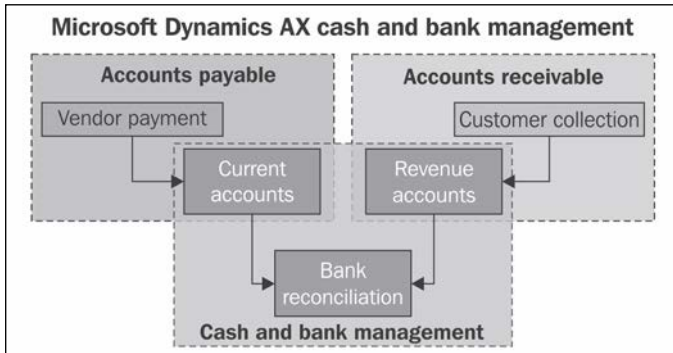 Microsoft Dynamics AX cash and bank management
Accounts payable
Accounts receivable
Vendor payment
Customer collection
Current
accounts
Revenue
accounts
Bank
reconciliation
Cash and bank management